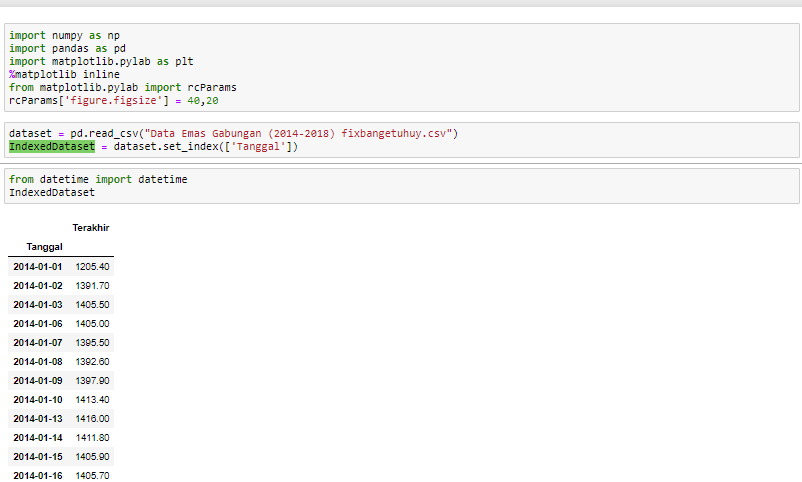 import numpy as np
import pandas as pd
import matplotlib.pylab as plt
%matplotlib inline
from matplotlib.pylab import rcParams
rcParams['figure.figsize'] = 40,20
dataset = pd.read_csv("Data Emas Gabungan (2014-2018) fixbangetuhuy.csv")
IndexedDataset = dataset.set_index(['Tanggal'])
from datetime import datetime
IndexedDataset
Terakhir
Tanggal
2014-01-01 1205.40
2014-01-02 1391.70
2014-01-03 1405.50
2014-01-06 1405.00
2014-01-07 1395.50
2014-01-08 1392.60
2014-01-09 1397.90
2014-01-10 1413.40
2014-01-13 1416.00
2014-01-14 1411.80
2014-01-15 1405.90
2014-01-16 1405.70